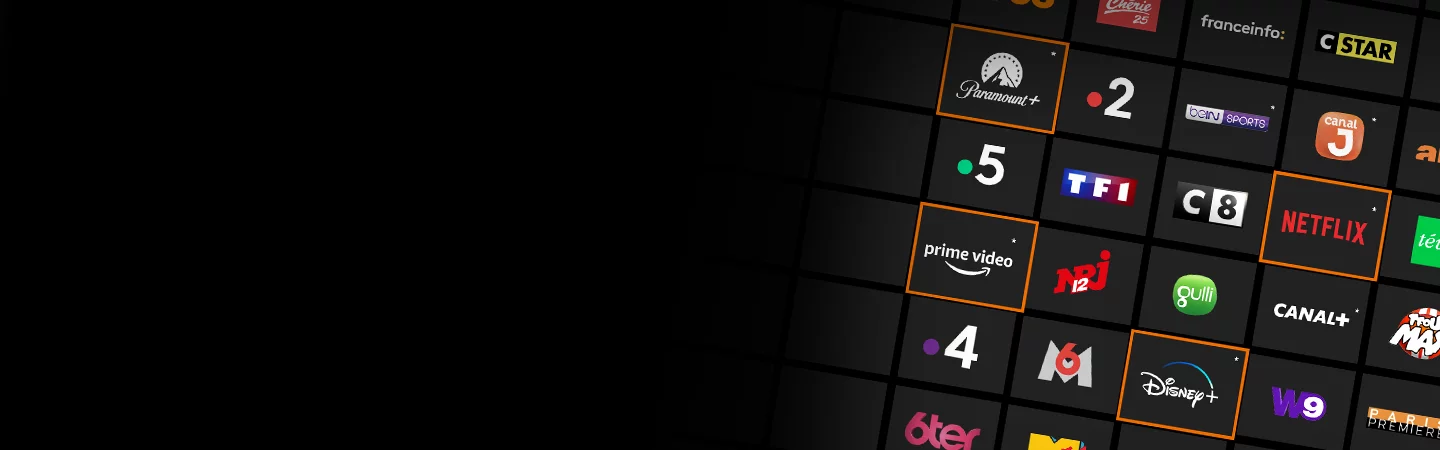 Chérie
25
franceinfo:
C STAR
*
Paramount+
2
beIN SPORTS
*
canal
J
*
5
TF1
C8
NETFLIX
*
prime video
*
NRJ
12
gulli
CANAL+
*
4
M6
Disney+
*
W9
PARIS
PREMIERE
6ter